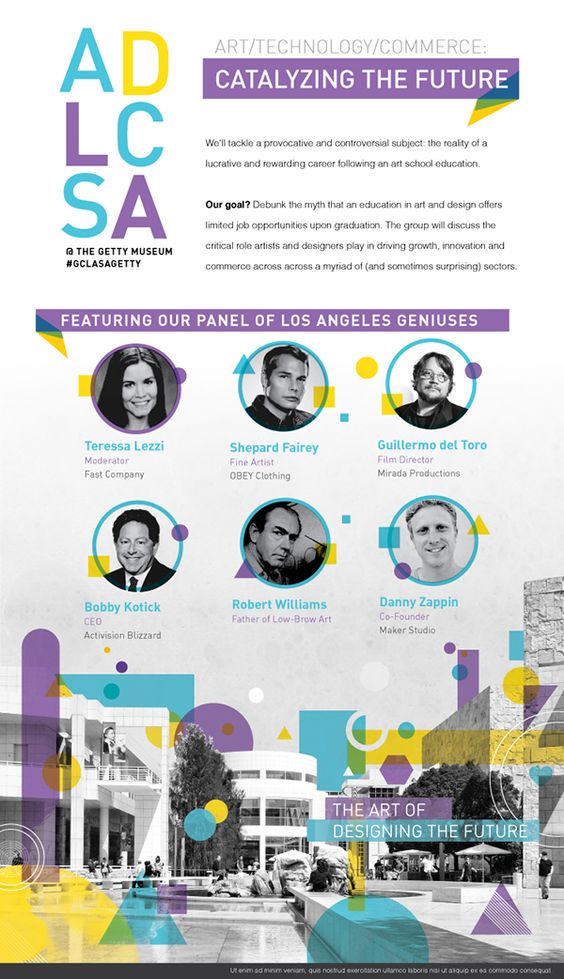 AD
LC
SA
@ THE GETTY MUSEUM
#GCLASAGETTY
ART/TECHNOLOGY/COMMERCE:
CATALYZING THE FUTURE
We'll tackle a provocative and controversial subject: the reality of a
lucrative and rewarding career following an art school education.
Our goal? Debunk the myth that an education in art and design offers
limited job opportunities upon graduation. The group will discuss the
critical role artists and designers play in driving growth, innovation and
commerce across across a myriad of (and sometimes surprising) sectors.
FEATURING OUR PANEL OF LOS ANGELES GENIUSES
Teressa Lezzi
Moderator
Fast Company
Shepard Fairey
Fine Artist
OBEY Clothing
Guillermo del Toro
Film Director
Mirada Productions
Bobby Kotick
CEO
Activision Blizzard
Robert Williams
Father of Low-Brow Art
Danny Zappin
Co-Founder
Maker Studio
THE ART OF
DESIGNING THE FUTURE
Ut enim ad minim veniam, quis nostrud exercitation ullamco laboris nisi ut aliquip ex ea commodo consequat